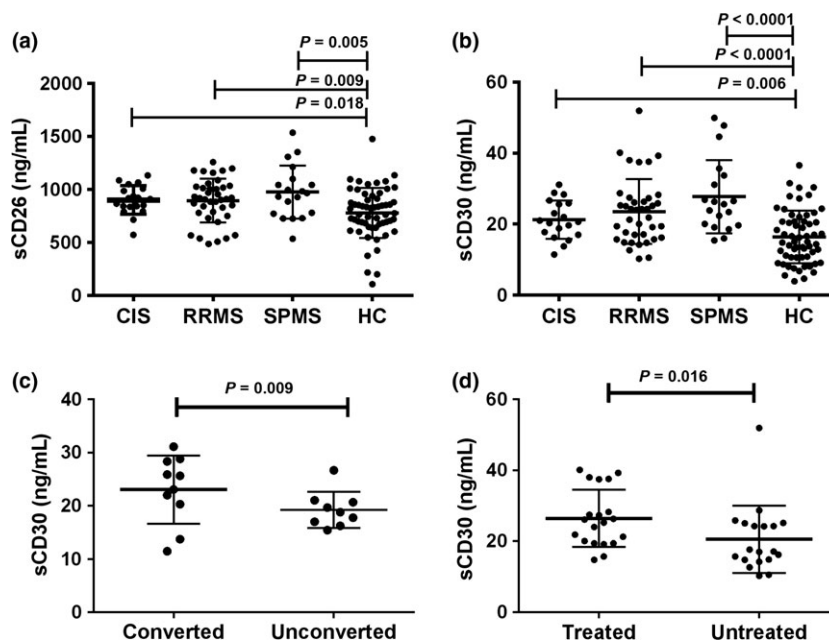 (a)
P = 0.005
P = 0.009
P = 0.018
2000
1500
1000
500
0
sCD26 (ng/mL)
CIS RRMS SPMS HC
(b)
P < 0.0001
P < 0.0001
P = 0.006
60
40
20
0
sCD30 (ng/mL)
CIS RRMS SPMS HC
(c)
P = 0.009
40
30
20
10
0
sCD30 (ng/mL)
Converted Unconverted
(d)
P = 0.016
60
40
20
0
sCD30 (ng/mL)
Treated Untreated